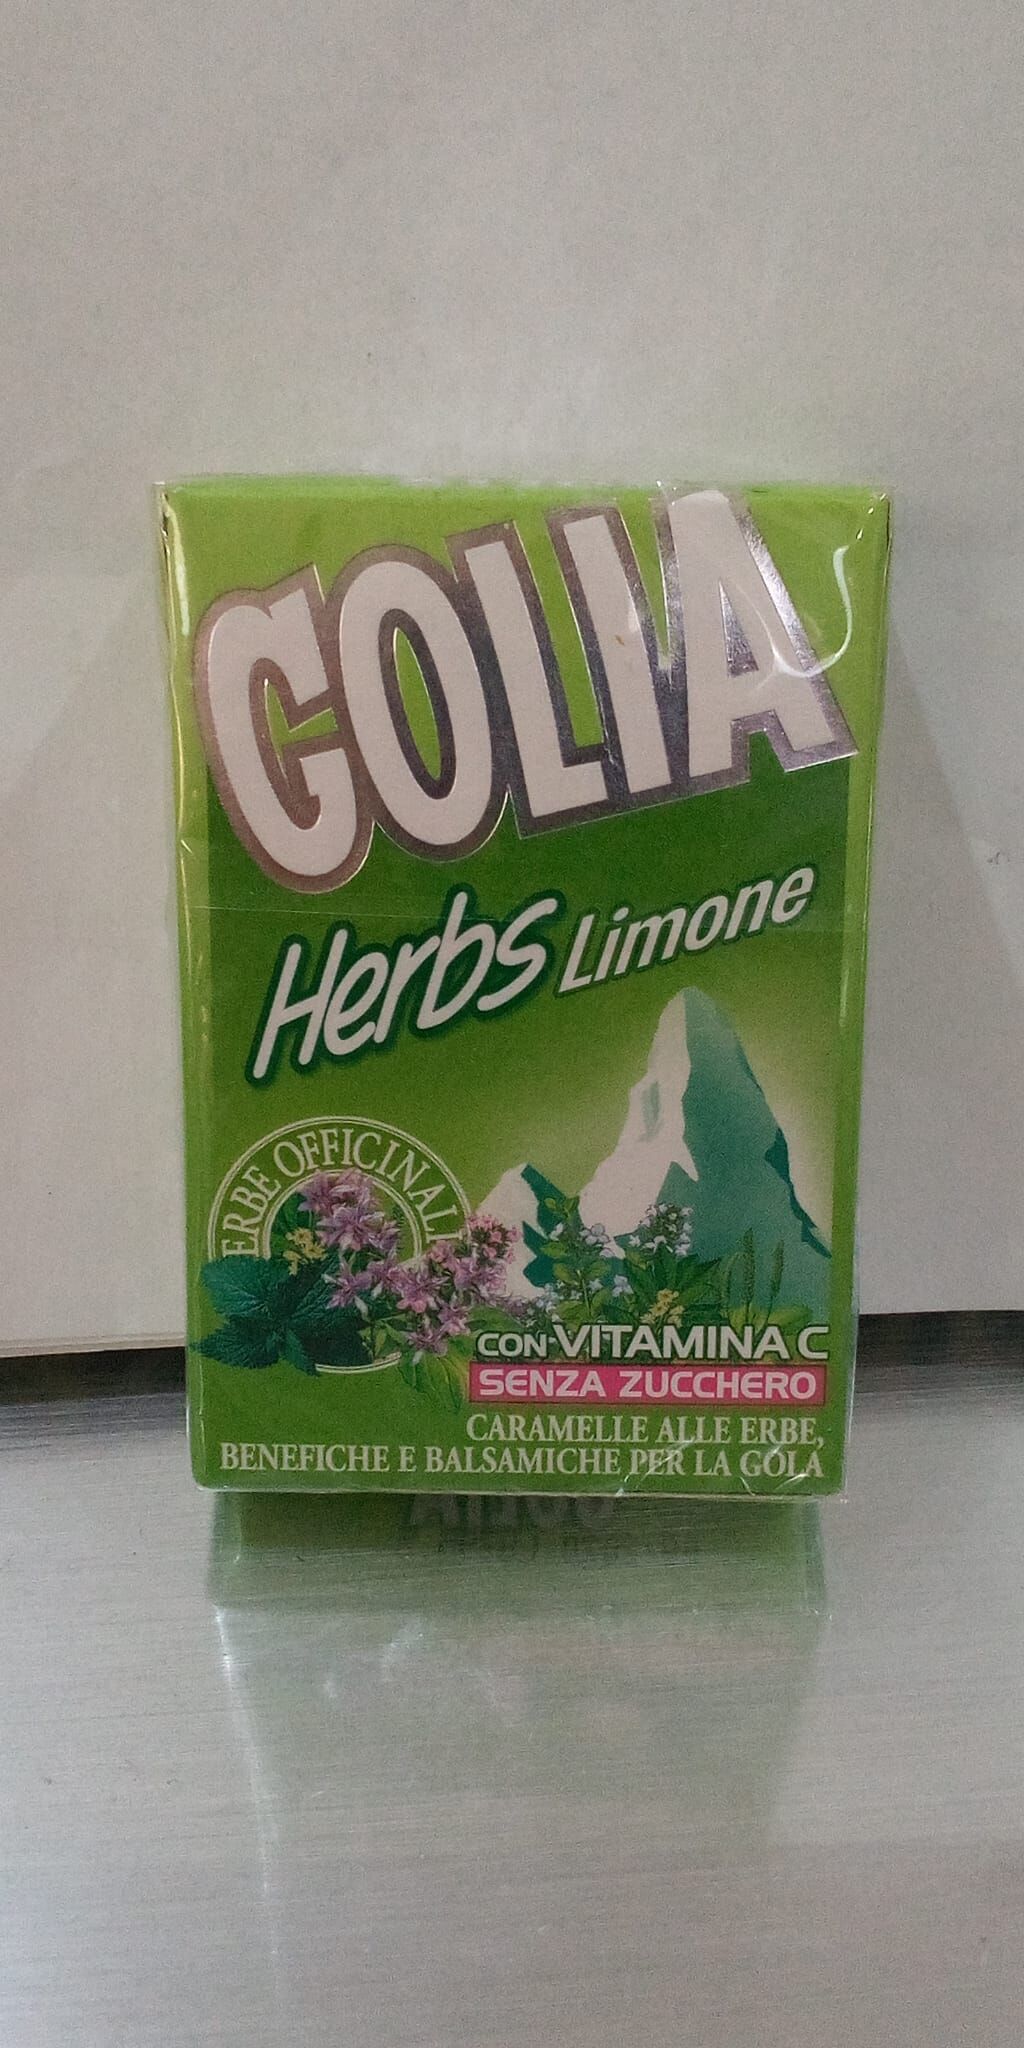 GOLIA
Herbs Limone
ERBE OFFICINALI
CON VITAMINA C
SENZA ZUCCHERO
CARAMELLE ALLE ERBE,
BENEFICHE E BALSAMICHE PER LA GOLA